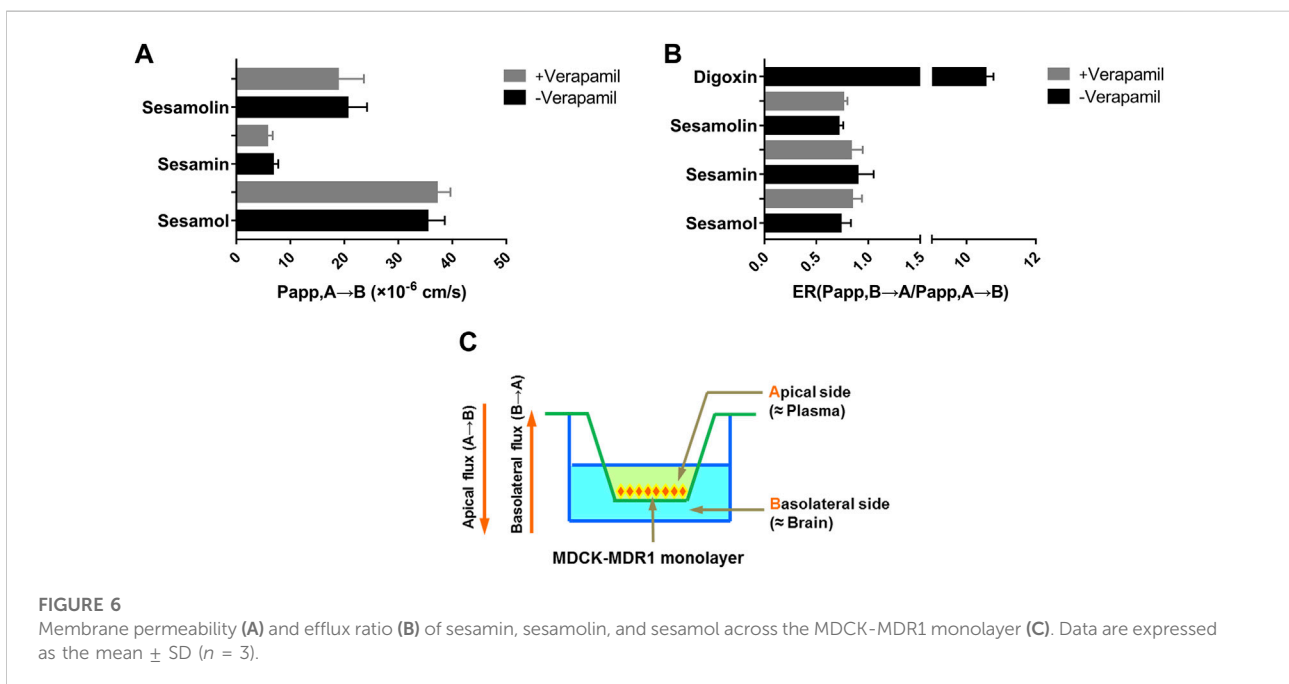 A
+Verapamil
-Verapamil
Sesamolin
Sesamin
Sesamol
0
10
20
30
40
50
Papp,A→B (×10⁻⁶ cm/s)
B
+Verapamil
-Verapamil
Digoxin
Sesamolin
Sesamin
Sesamol
0.0
0.5
1.0
1.5
10
12
ER(Papp,B→A/Papp,A→B)
C
Apical flux (A→B)
Basolateral flux (B→A)
Apical side
(≈ Plasma)
Basolateral side
(≈ Brain)
MDCK-MDR1 monolayer
FIGURE 6
Membrane permeability (A) and efflux ratio (B) of sesamin, sesamolin, and sesamol across the MDCK-MDR1 monolayer (C). Data are expressed
as the mean ± SD (n = 3).